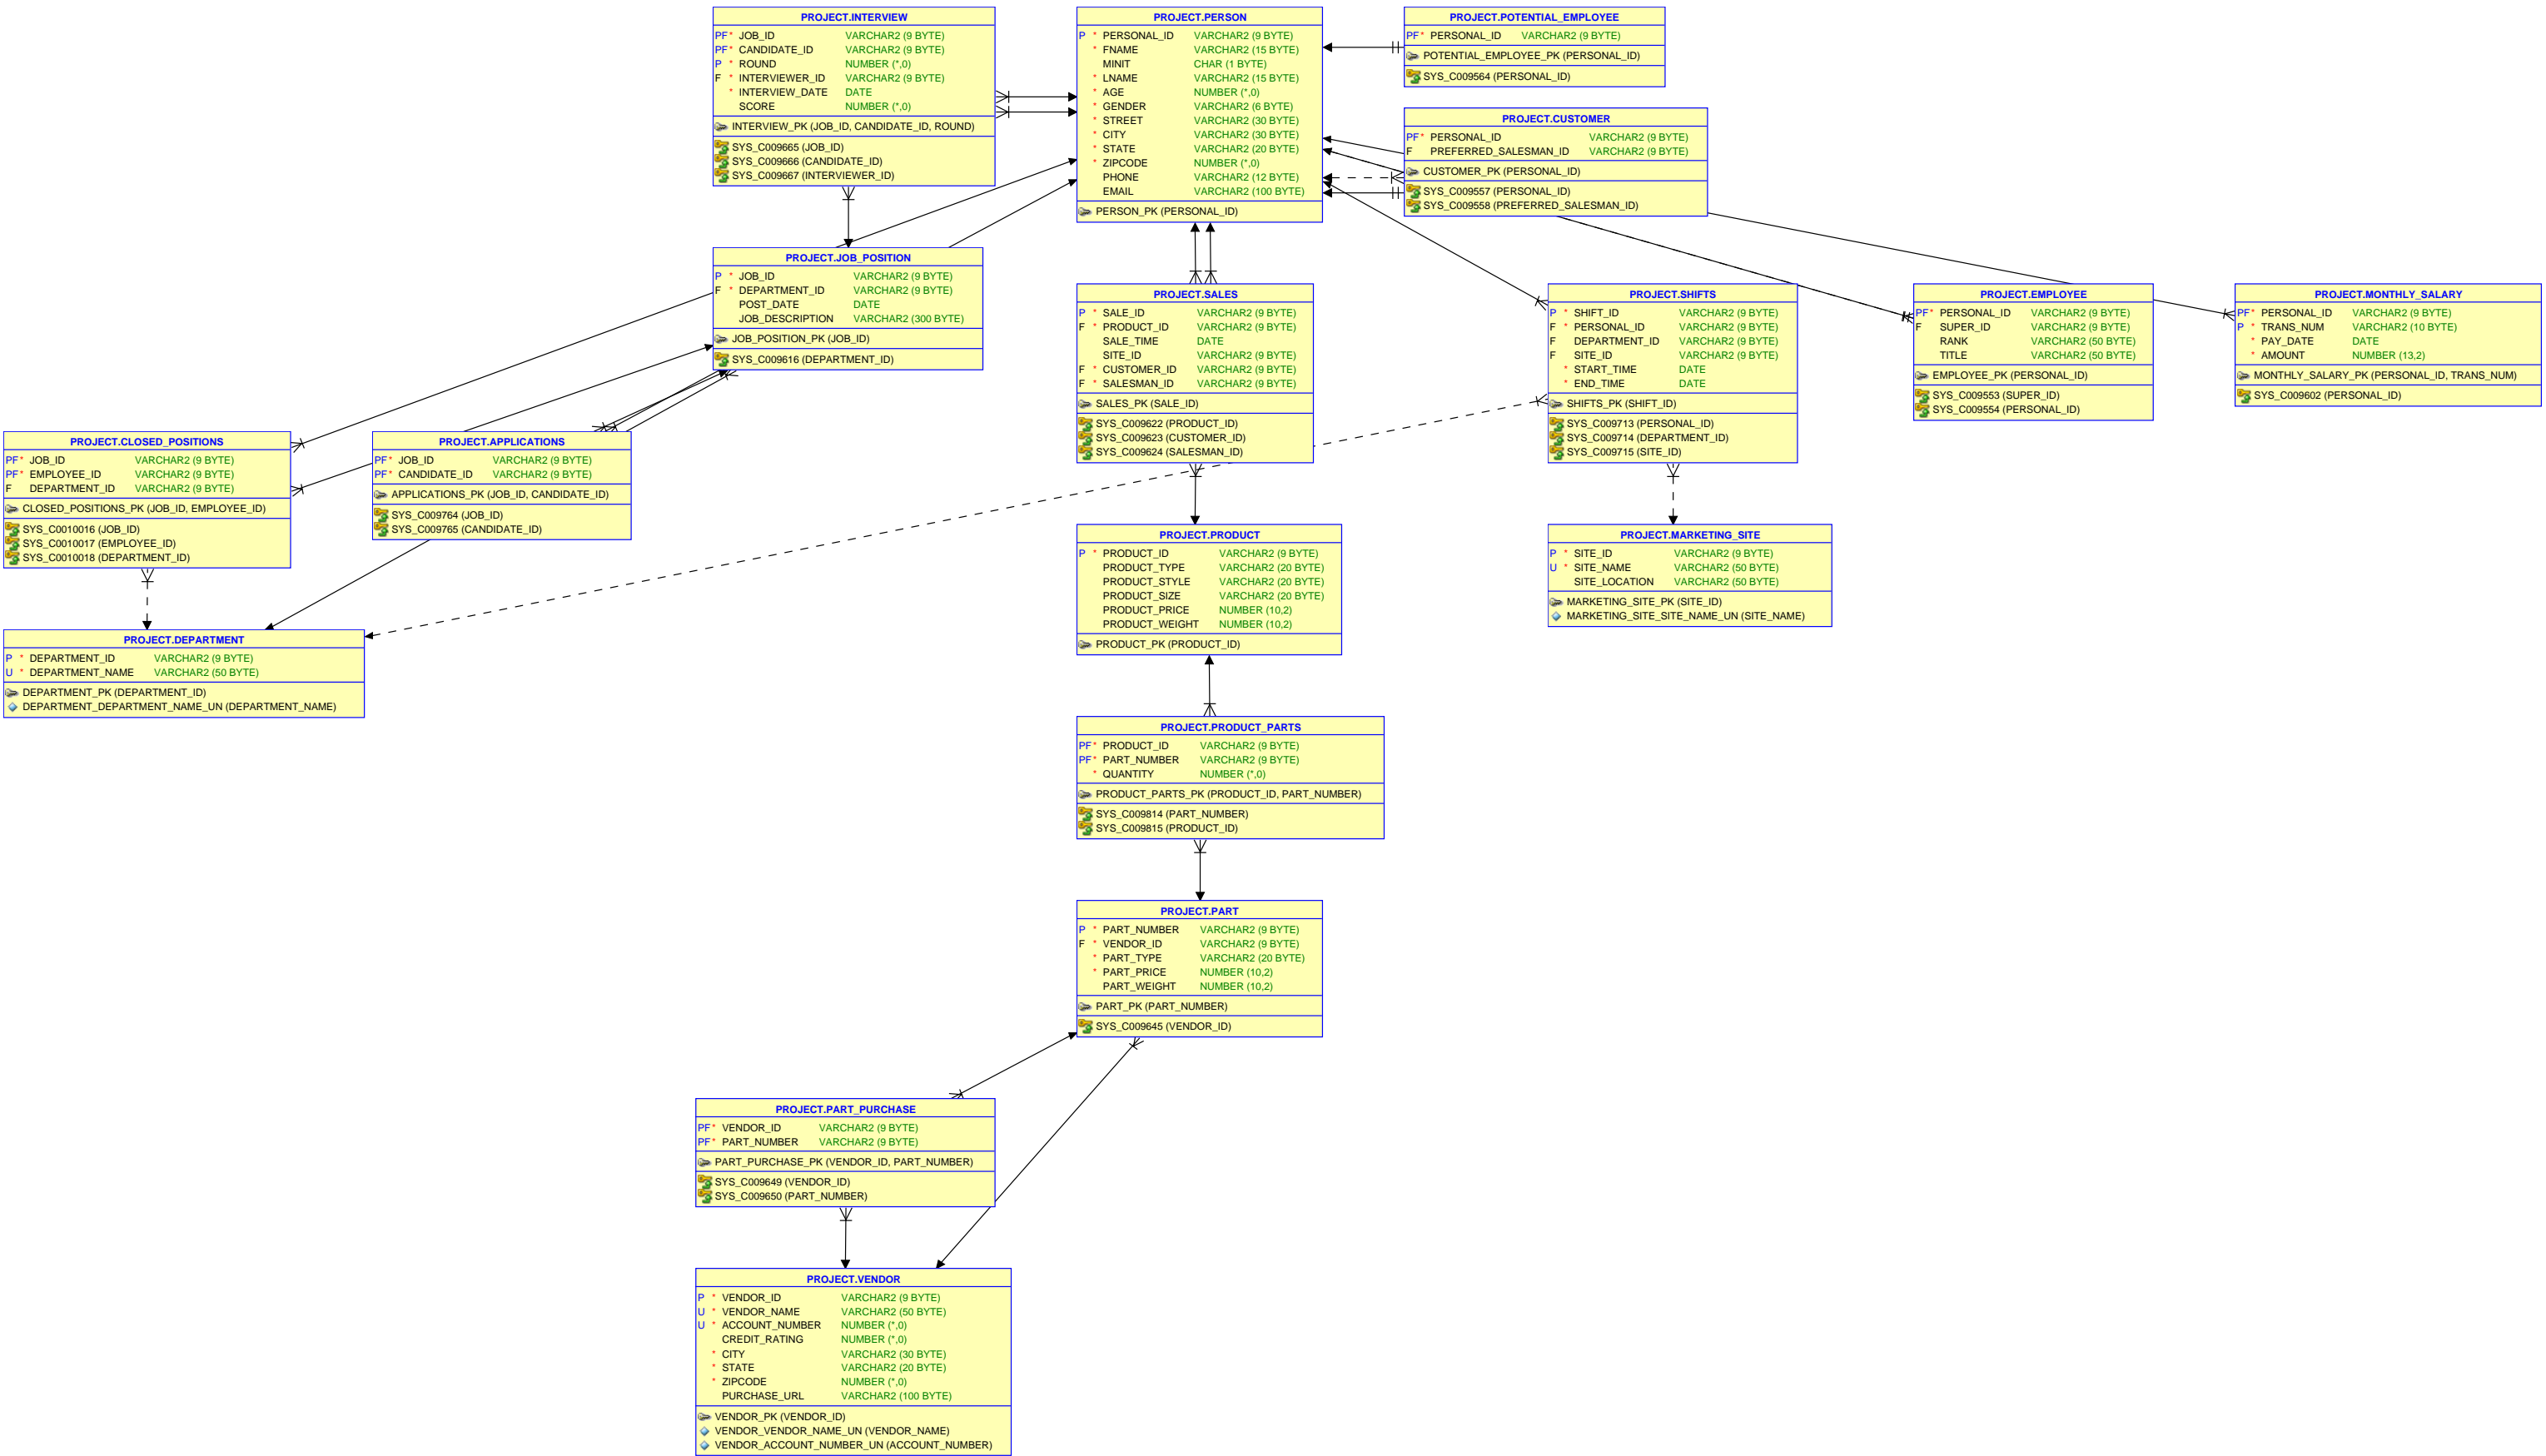 PROJECT.INTERVIEW
PF* JOB_ID VARCHAR2 (9 BYTE)
PF* CANDIDATE_ID VARCHAR2 (9 BYTE)
P * ROUND NUMBER (*,0)
F * INTERVIEWER_ID VARCHAR2 (9 BYTE)
* INTERVIEW_DATE DATE
SCORE NUMBER (*,0)
INTERVIEW_PK (JOB_ID, CANDIDATE_ID, ROUND)
SYS_C009665 (JOB_ID)
SYS_C009666 (CANDIDATE_ID)
SYS_C009667 (INTERVIEWER_ID)
PROJECT.PERSON
P * PERSONAL_ID VARCHAR2 (9 BYTE)
* FNAME VARCHAR2 (15 BYTE)
MINIT CHAR (1 BYTE)
* LNAME VARCHAR2 (15 BYTE)
* AGE NUMBER (*,0)
* GENDER VARCHAR2 (6 BYTE)
* STREET VARCHAR2 (30 BYTE)
* CITY VARCHAR2 (30 BYTE)
* STATE VARCHAR2 (20 BYTE)
* ZIPCODE NUMBER (*,0)
PHONE VARCHAR2 (12 BYTE)
EMAIL VARCHAR2 (100 BYTE)
PERSON_PK (PERSONAL_ID)
PROJECT.POTENTIAL_EMPLOYEE
PF* PERSONAL_ID VARCHAR2 (9 BYTE)
POTENTIAL_EMPLOYEE_PK (PERSONAL_ID)
SYS_C009564 (PERSONAL_ID)
PROJECT.CUSTOMER
PF* PERSONAL_ID VARCHAR2 (9 BYTE)
F PREFERRED_SALESMAN_ID VARCHAR2 (9 BYTE)
CUSTOMER_PK (PERSONAL_ID)
SYS_C009557 (PERSONAL_ID)
SYS_C009558 (PREFERRED_SALESMAN_ID)
PROJECT.JOB_POSITION
P * JOB_ID VARCHAR2 (9 BYTE)
F * DEPARTMENT_ID VARCHAR2 (9 BYTE)
POST_DATE DATE
JOB_DESCRIPTION VARCHAR2 (300 BYTE)
JOB_POSITION_PK (JOB_ID)
SYS_C009616 (DEPARTMENT_ID)
PROJECT.SALES
P * SALE_ID VARCHAR2 (9 BYTE)
F * PRODUCT_ID VARCHAR2 (9 BYTE)
SALE_TIME DATE
SITE_ID VARCHAR2 (9 BYTE)
F * CUSTOMER_ID VARCHAR2 (9 BYTE)
F * SALESMAN_ID VARCHAR2 (9 BYTE)
SALES_PK (SALE_ID)
SYS_C009622 (PRODUCT_ID)
SYS_C009623 (CUSTOMER_ID)
SYS_C009624 (SALESMAN_ID)
PROJECT.SHIFTS
P * SHIFT_ID VARCHAR2 (9 BYTE)
F * PERSONAL_ID VARCHAR2 (9 BYTE)
F DEPARTMENT_ID VARCHAR2 (9 BYTE)
F SITE_ID VARCHAR2 (9 BYTE)
* START_TIME DATE
* END_TIME DATE
SHIFTS_PK (SHIFT_ID)
SYS_C009713 (PERSONAL_ID)
SYS_C009714 (DEPARTMENT_ID)
SYS_C009715 (SITE_ID)
PROJECT.EMPLOYEE
PF* PERSONAL_ID VARCHAR2 (9 BYTE)
F SUPER_ID VARCHAR2 (9 BYTE)
RANK VARCHAR2 (50 BYTE)
TITLE VARCHAR2 (50 BYTE)
EMPLOYEE_PK (PERSONAL_ID)
SYS_C009553 (SUPER_ID)
SYS_C009554 (PERSONAL_ID)
PROJECT.MONTHLY_SALARY
PF* PERSONAL_ID VARCHAR2 (9 BYTE)
P * TRANS_NUM VARCHAR2 (10 BYTE)
* PAY_DATE DATE
* AMOUNT NUMBER (13,2)
MONTHLY_SALARY_PK (PERSONAL_ID, TRANS_NUM)
SYS_C009602 (PERSONAL_ID)
PROJECT.CLOSED_POSITIONS
PF* JOB_ID VARCHAR2 (9 BYTE)
PF* EMPLOYEE_ID VARCHAR2 (9 BYTE)
F DEPARTMENT_ID VARCHAR2 (9 BYTE)
CLOSED_POSITIONS_PK (JOB_ID, EMPLOYEE_ID)
SYS_C0010016 (JOB_ID)
SYS_C0010017 (EMPLOYEE_ID)
SYS_C0010018 (DEPARTMENT_ID)
PROJECT.APPLICATIONS
PF* JOB_ID VARCHAR2 (9 BYTE)
PF* CANDIDATE_ID VARCHAR2 (9 BYTE)
APPLICATIONS_PK (JOB_ID, CANDIDATE_ID)
SYS_C009764 (JOB_ID)
SYS_C009765 (CANDIDATE_ID)
PROJECT.PRODUCT
P * PRODUCT_ID VARCHAR2 (9 BYTE)
PRODUCT_TYPE VARCHAR2 (20 BYTE)
PRODUCT_STYLE VARCHAR2 (20 BYTE)
PRODUCT_SIZE VARCHAR2 (20 BYTE)
PRODUCT_PRICE NUMBER (10,2)
PRODUCT_WEIGHT NUMBER (10,2)
PRODUCT_PK (PRODUCT_ID)
PROJECT.MARKETING_SITE
P * SITE_ID VARCHAR2 (9 BYTE)
U * SITE_NAME VARCHAR2 (50 BYTE)
SITE_LOCATION VARCHAR2 (50 BYTE)
MARKETING_SITE_PK (SITE_ID)
MARKETING_SITE_SITE_NAME_UN (SITE_NAME)
PROJECT.DEPARTMENT
P * DEPARTMENT_ID VARCHAR2 (9 BYTE)
U * DEPARTMENT_NAME VARCHAR2 (50 BYTE)
DEPARTMENT_PK (DEPARTMENT_ID)
DEPARTMENT_DEPARTMENT_NAME_UN (DEPARTMENT_NAME)
PROJECT.PRODUCT_PARTS
PF* PRODUCT_ID VARCHAR2 (9 BYTE)
PF* PART_NUMBER VARCHAR2 (9 BYTE)
* QUANTITY NUMBER (*,0)
PRODUCT_PARTS_PK (PRODUCT_ID, PART_NUMBER)
SYS_C009814 (PART_NUMBER)
SYS_C009815 (PRODUCT_ID)
PROJECT.PART
P * PART_NUMBER VARCHAR2 (9 BYTE)
F * VENDOR_ID VARCHAR2 (9 BYTE)
* PART_TYPE VARCHAR2 (20 BYTE)
* PART_PRICE NUMBER (10,2)
PART_WEIGHT NUMBER (10,2)
PART_PK (PART_NUMBER)
SYS_C009645 (VENDOR_ID)
PROJECT.PART_PURCHASE
PF* VENDOR_ID VARCHAR2 (9 BYTE)
PF* PART_NUMBER VARCHAR2 (9 BYTE)
PART_PURCHASE_PK (VENDOR_ID, PART_NUMBER)
SYS_C009649 (VENDOR_ID)
SYS_C009650 (PART_NUMBER)
PROJECT.VENDOR
P * VENDOR_ID VARCHAR2 (9 BYTE)
U * VENDOR_NAME VARCHAR2 (50 BYTE)
U * ACCOUNT_NUMBER NUMBER (*,0)
CREDIT_RATING NUMBER (*,0)
* CITY VARCHAR2 (30 BYTE)
* STATE VARCHAR2 (20 BYTE)
* ZIPCODE NUMBER (*,0)
PURCHASE_URL VARCHAR2 (100 BYTE)
VENDOR_PK (VENDOR_ID)
VENDOR_VENDOR_NAME_UN (VENDOR_NAME)
VENDOR_ACCOUNT_NUMBER_UN (ACCOUNT_NUMBER)